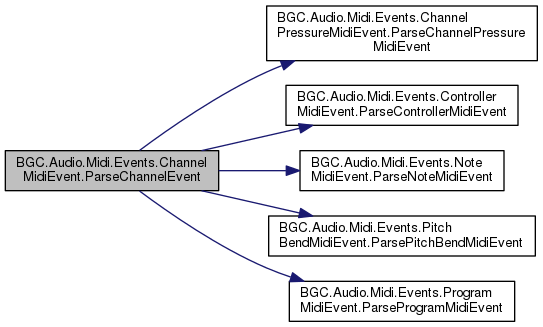 BGC.Audio.Midi.Events.Channel
MidiEvent.ParseChannelEvent
BGC.Audio.Midi.Events.Channel
PressureMidiEvent.ParseChannelPressure
MidiEvent
BGC.Audio.Midi.Events.Controller
MidiEvent.ParseControllerMidiEvent
BGC.Audio.Midi.Events.Note
MidiEvent.ParseNoteMidiEvent
BGC.Audio.Midi.Events.Pitch
BendMidiEvent.ParsePitchBendMidiEvent
BGC.Audio.Midi.Events.Program
MidiEvent.ParseProgramMidiEvent